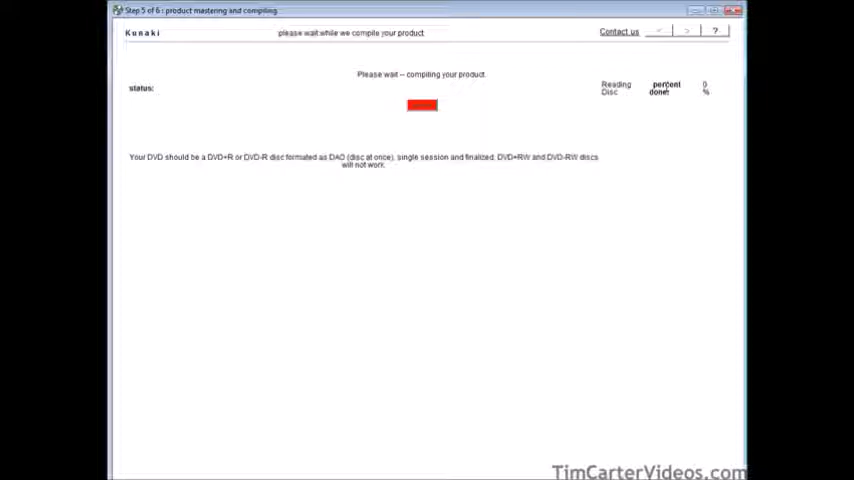 Step 5 of 6 : product mastering and compiling
Kunaki please wait while we compile your product Contact us < > ?
Please wait -- compiling your product
status: Reading percent 0
Disc done: %
Your DVD should be a DVD+R or DVD-R disc formated as DAO (disc at once), single session and finalized. DVD+RW and DVD-RW discs
will not work.
TimCarterVideos.com